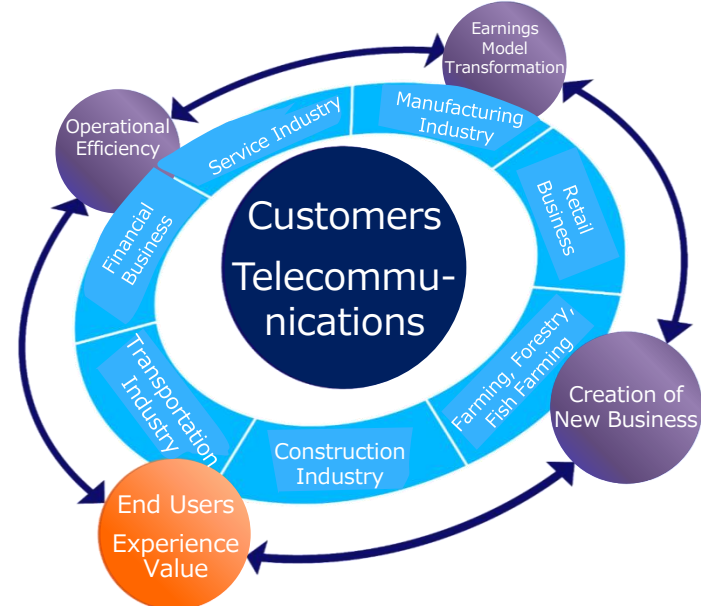 Earnings
Model
Transformation
Operational
Efficiency
Service Industry
Manufacturing
Industry
Financial
Business
Retail
Business
Customers
Telecommu-
nications
Transportation
Industry
Construction
Industry
Farming, Forestry,
Fish Farming
Creation of
New Business
End Users
Experience
Value